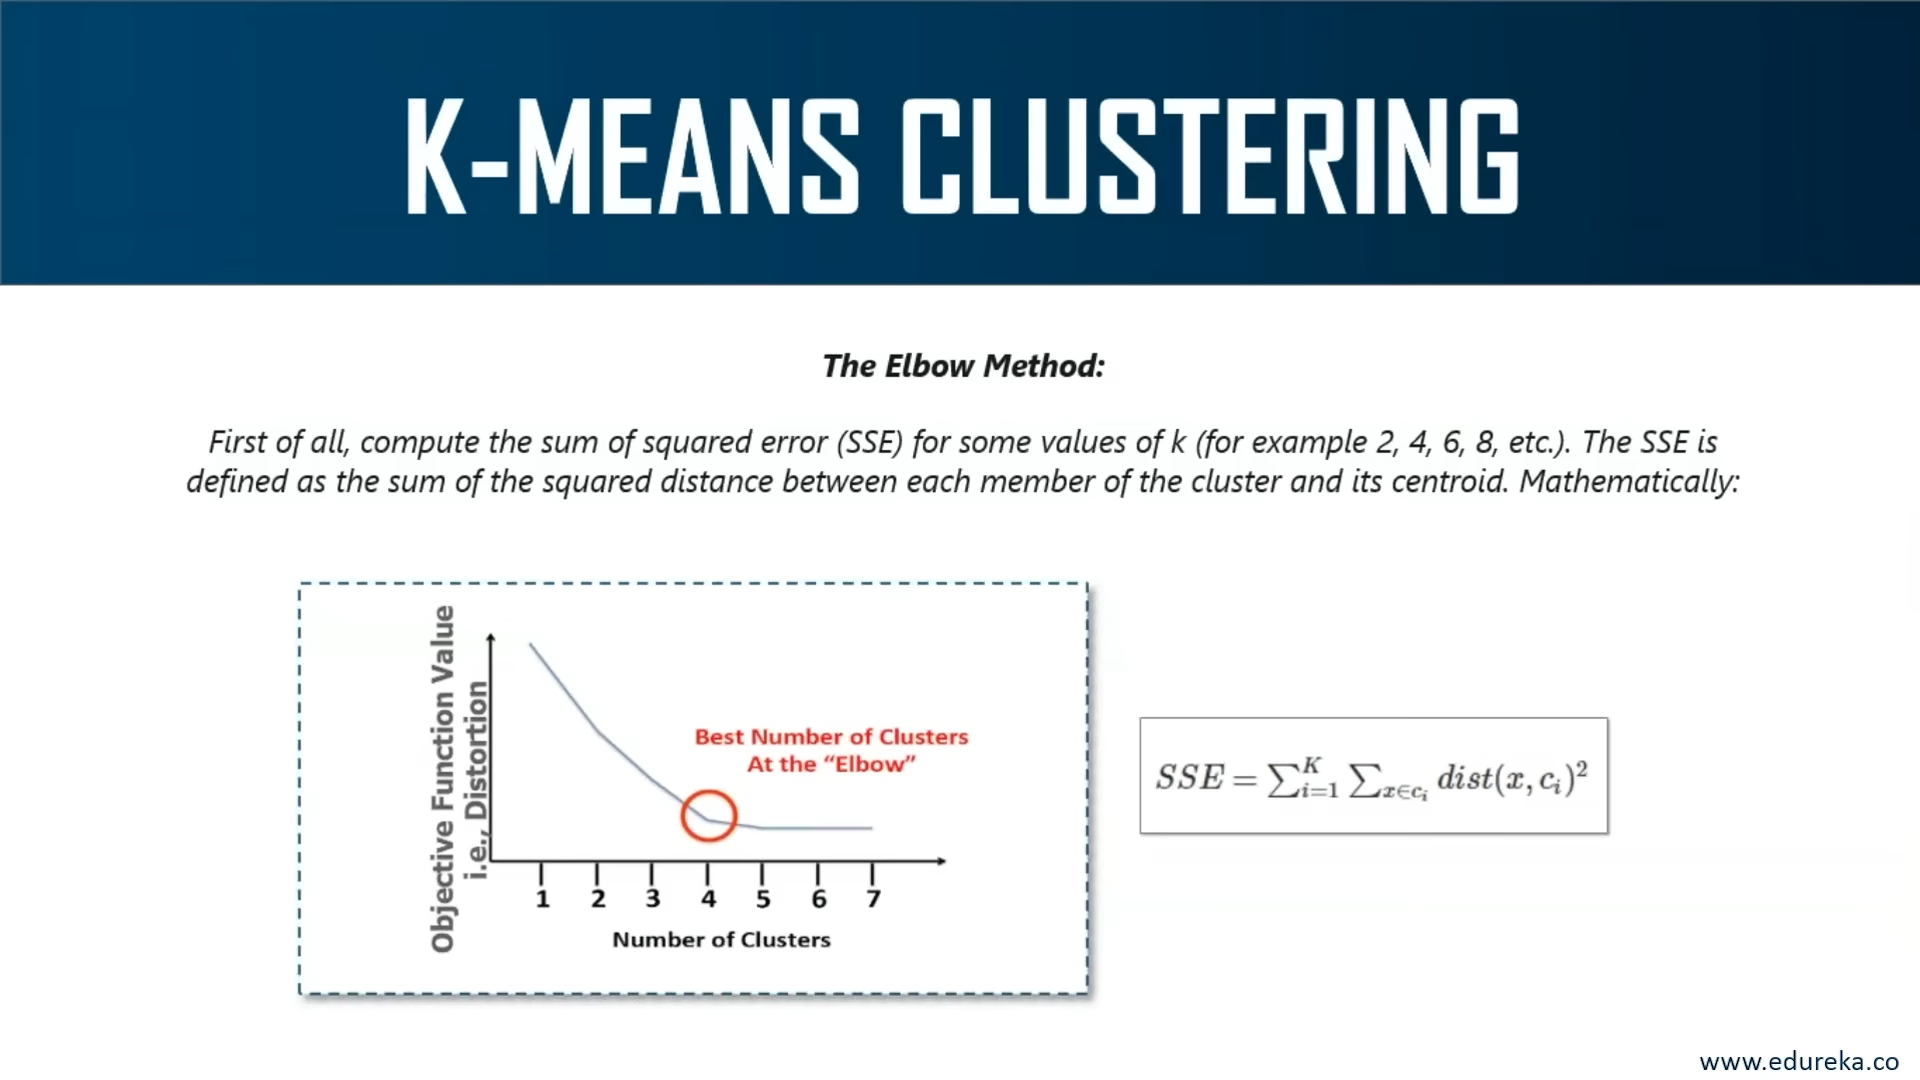 K-MEANS CLUSTERING
The Elbow Method:
First of all, compute the sum of squared error (SSE) for some values of k (for example 2, 4, 6, 8, etc.). The SSE is
defined as the sum of the squared distance between each member of the cluster and its centroid. Mathematically:
Objective Function Value
i.e., Distortion
Best Number of Clusters
At the “Elbow”
1 2 3 4 5 6 7
Number of Clusters
SSE = ∑_{i=1}^{K} ∑_{x∈c_i} dist(x, c_i)^2
www.edureka.co